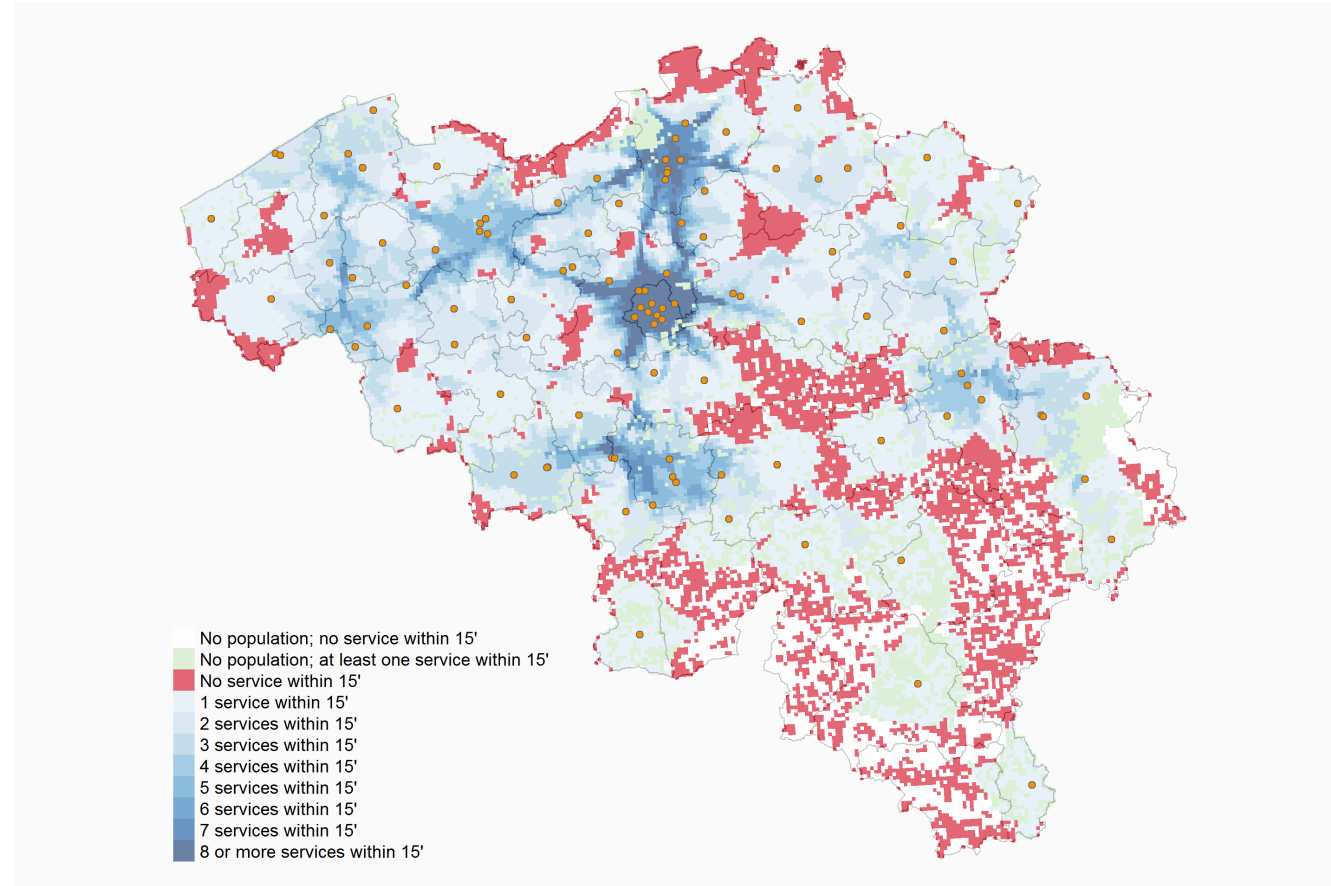 No population; no service within 15'
No population; at least one service within 15'
No service within 15'
1 service within 15'
2 services within 15'
3 services within 15'
4 services within 15'
5 services within 15'
6 services within 15'
7 services within 15'
8 or more services within 15'